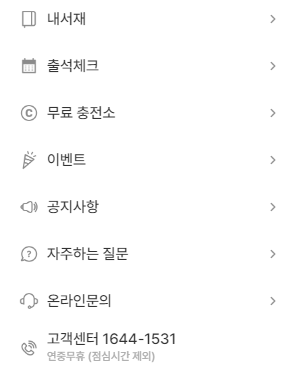 내서재
출석체크
무료 충전소
이벤트
공지사항
자주하는 질문
온라인문의
고객센터 1644-1531
연중무휴 (점심시간 제외)